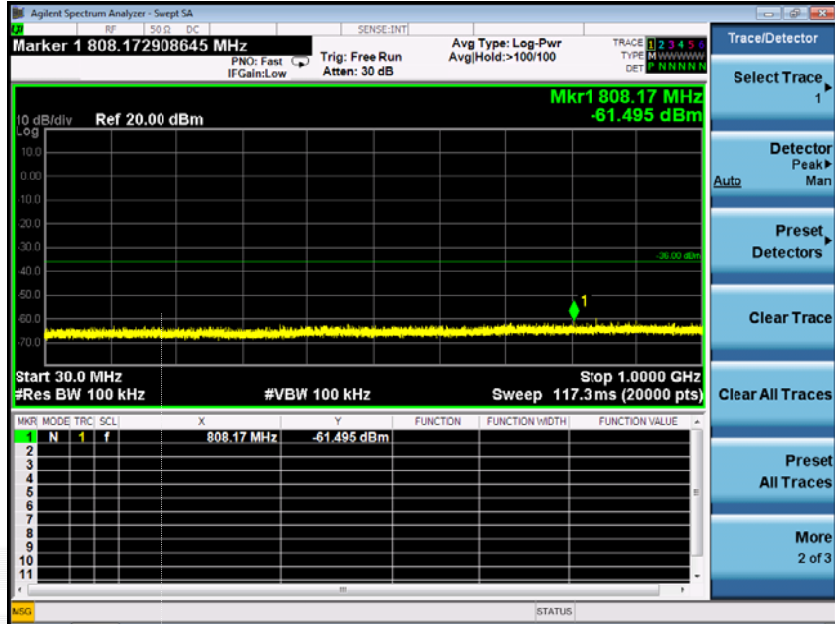 Agilent Spectrum Analyzer - Swept SA
RF 50 Ω DC SENSE:INT
Marker 1 808.172908645 MHz
PNO: Fast
IFGain:Low
Trig: Free Run
Atten: 30 dB
Avg Type: Log-Pwr
Avg|Hold:>100/100
TRACE 1 2 3 4 5 6
TYPE M WWWWW
DET P N N N N N
Mkr1 808.17 MHz
-61.495 dBm
10 dB/div Ref 20.00 dBm
Log
10.0
0.00
-10.0
-20.0
-30.0
-36.00 dBm
-40.0
-50.0
1
-60.0
-70.0
Start 30.0 MHz Stop 1.0000 GHz
#Res BW 100 kHz #VBW 100 kHz Sweep 117.3ms (20000 pts)
MKR MODE TRC SCL X Y FUNCTION FUNCTION WIDTH FUNCTION VALUE
1 N 1 f 808.17 MHz -61.495 dBm
2
3
4
5
6
7
8
9
10
11
MSG STATUS
Trace/Detector
Select Trace
1
Detector
Peak
Auto Man
Preset
Detectors
Clear Trace
Clear All Traces
Preset
All Traces
More
2 of 3